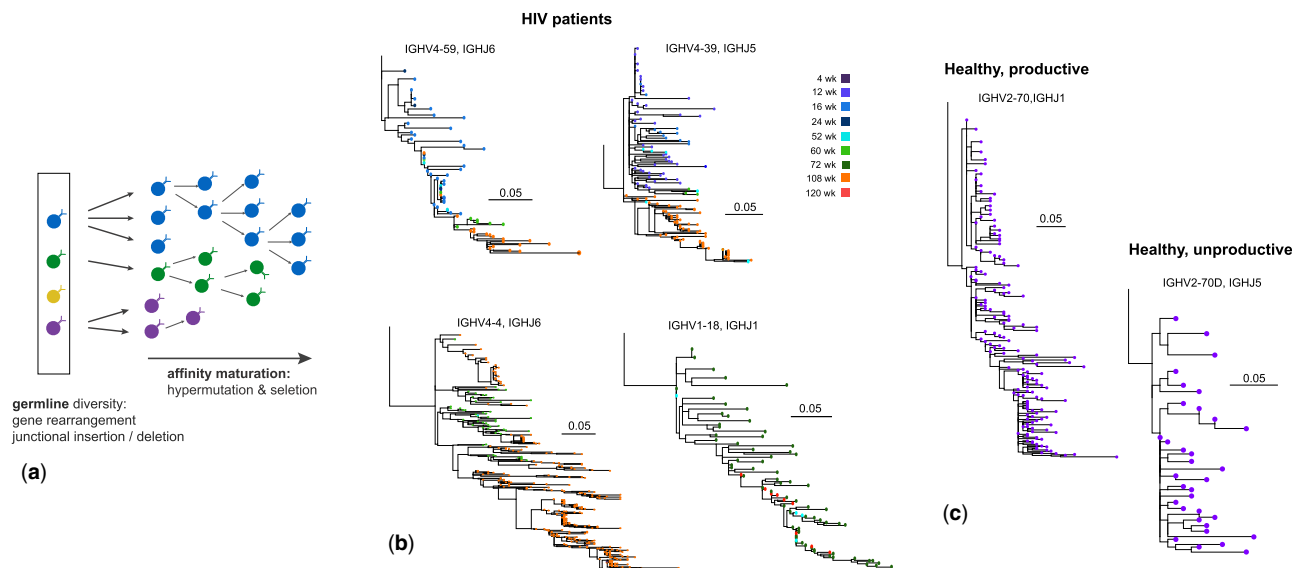 HIV patients
IGHV4-59, IGHJ6
0.05
IGHV4-39, IGHJ5
0.05
4 wk
12 wk
16 wk
24 wk
52 wk
60 wk
72 wk
108 wk
120 wk
IGHV4-4, IGHJ6
0.05
IGHV1-18, IGHJ1
0.05
(b)
affinity maturation:
hypermutation & seletion
germline diversity:
gene rearrangement
junctional insertion / deletion
(a)
Healthy, productive
IGHV2-70,IGHJ1
0.05
Healthy, unproductive
IGHV2-70D, IGHJ5
0.05
(c)